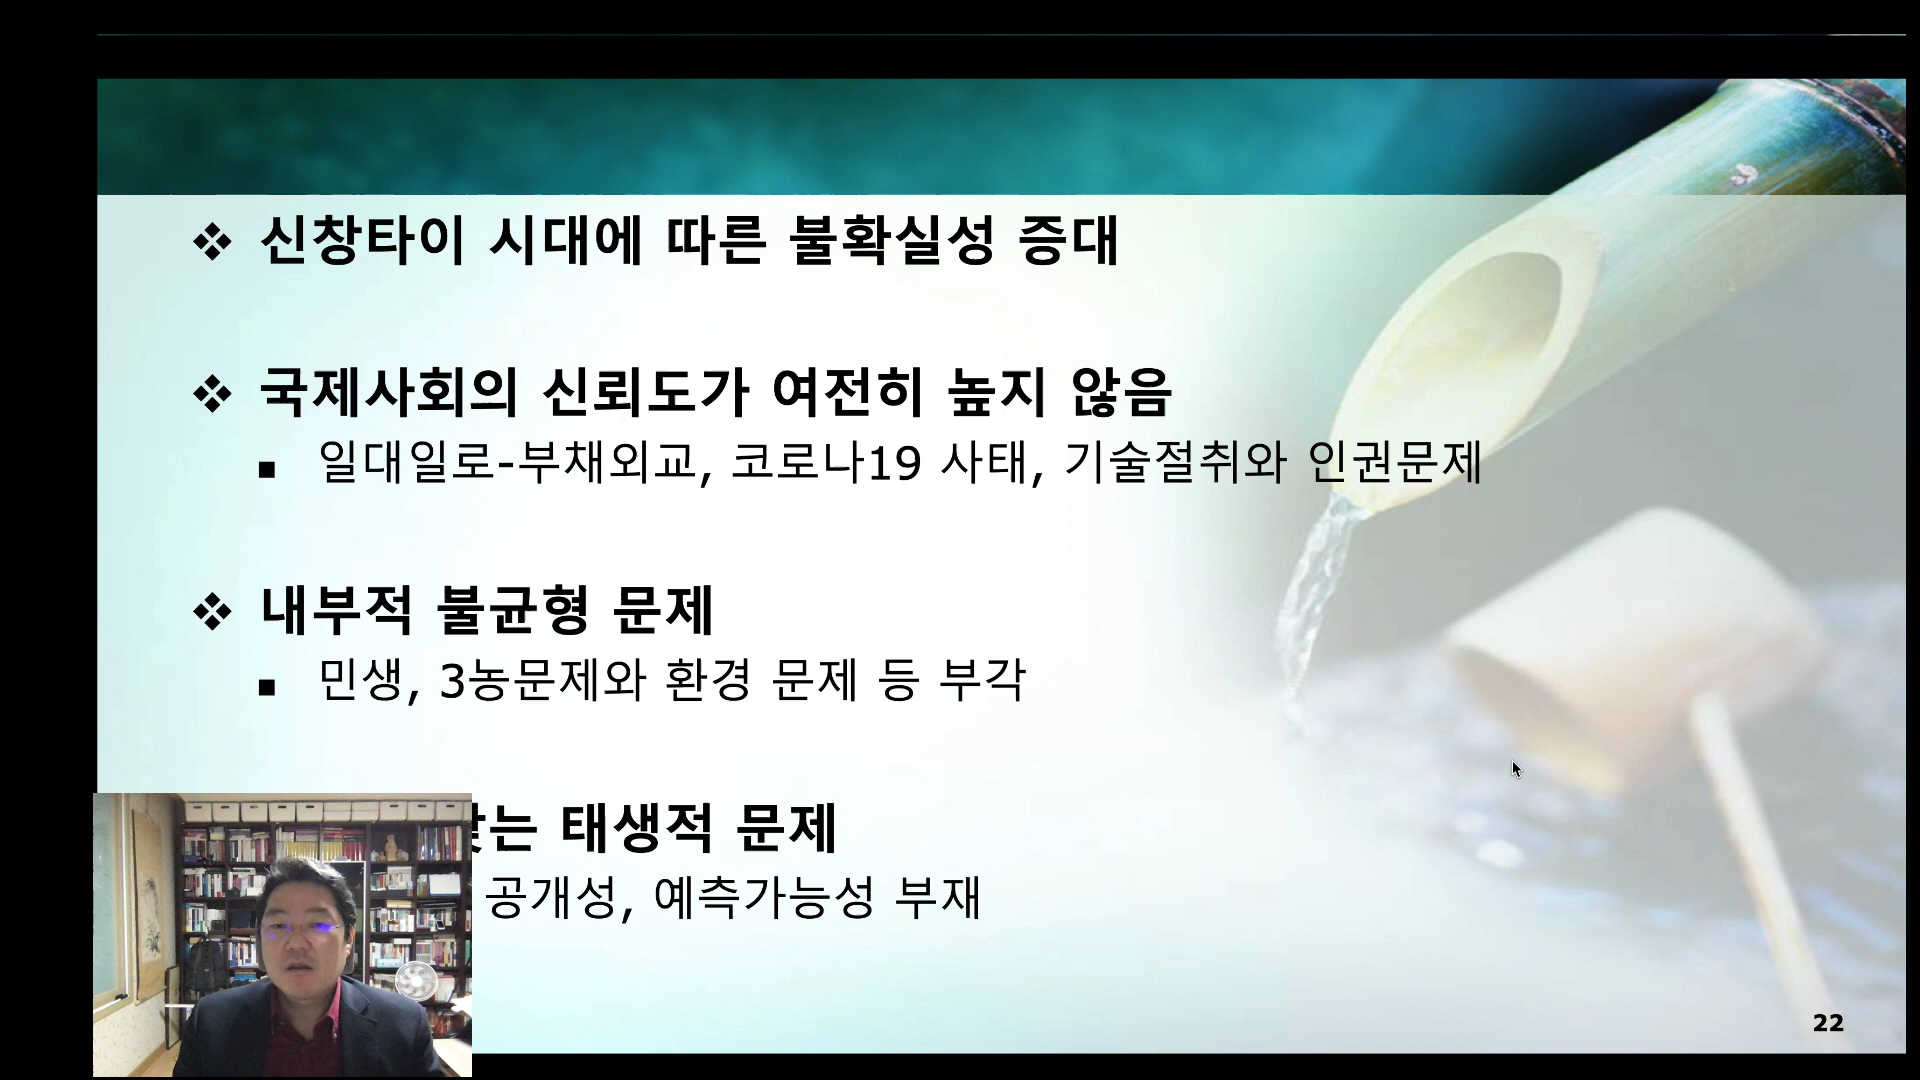 신창타이 시대에 따른 불확실성 증대
국제사회의 신뢰도가 여전히 높지 않음
일대일로-부채외교, 코로나19 사태, 기술절취와 인권문제
내부적 불균형 문제
민생, 3농문제와 환경 문제 등 부각
태생적 문제
공개성, 예측가능성 부재
22